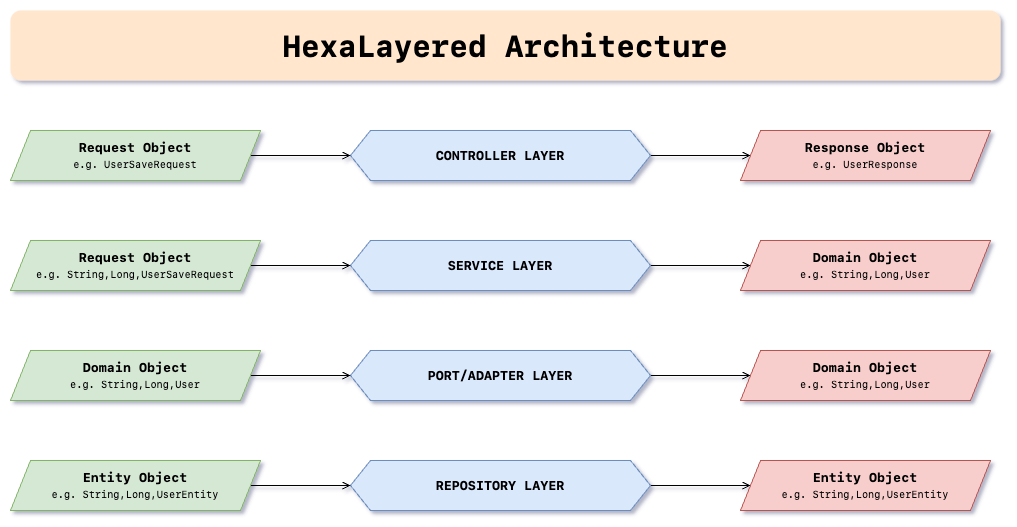 HexaLayered Architecture
Request Object
e.g. UserSaveRequest
CONTROLLER LAYER
Response Object
e.g. UserResponse
Request Object
e.g. String,Long,UserSaveRequest
SERVICE LAYER
Domain Object
e.g. String,Long,User
Domain Object
e.g. String,Long,User
PORT/ADAPTER LAYER
Domain Object
e.g. String,Long,User
Entity Object
e.g. String,Long,UserEntity
REPOSITORY LAYER
Entity Object
e.g. String,Long,UserEntity